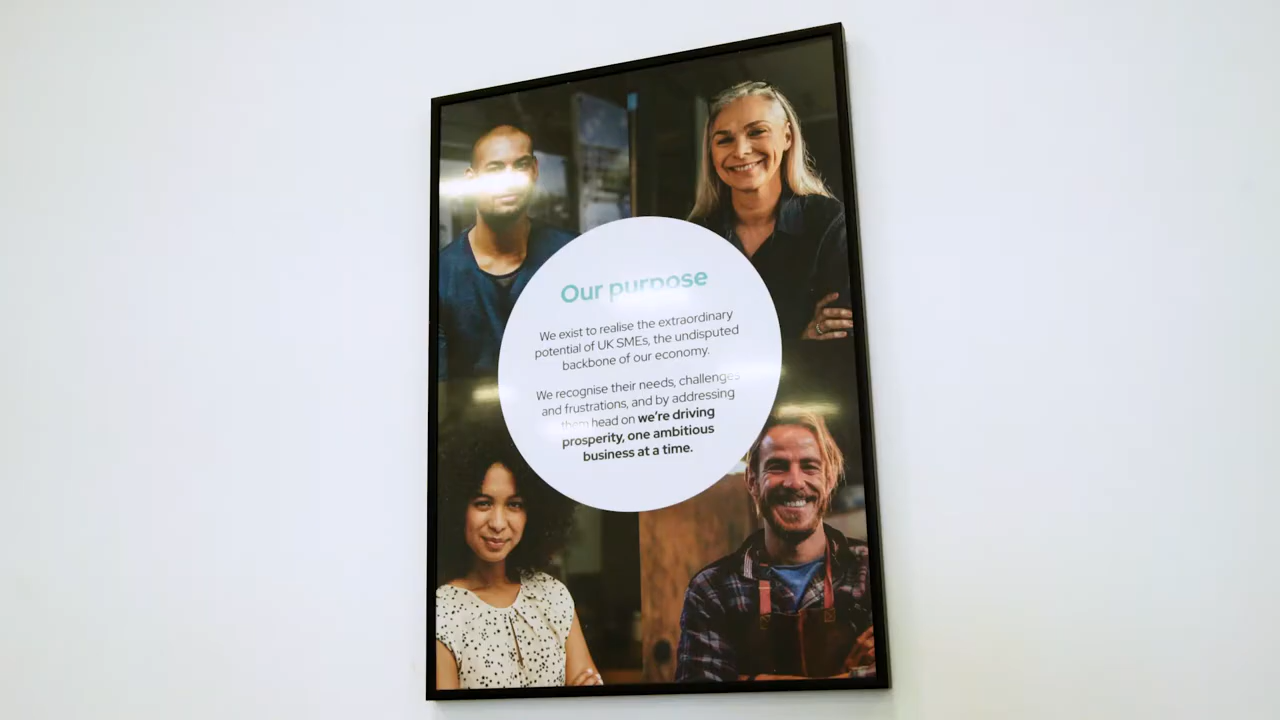 Our purpose
We exist to realise the extraordinary
potential of UK SMEs, the undisputed
backbone of our economy.
We recognise their needs, challenges
and frustrations, and by addressing
them head on we're driving
prosperity, one ambitious
business at a time.